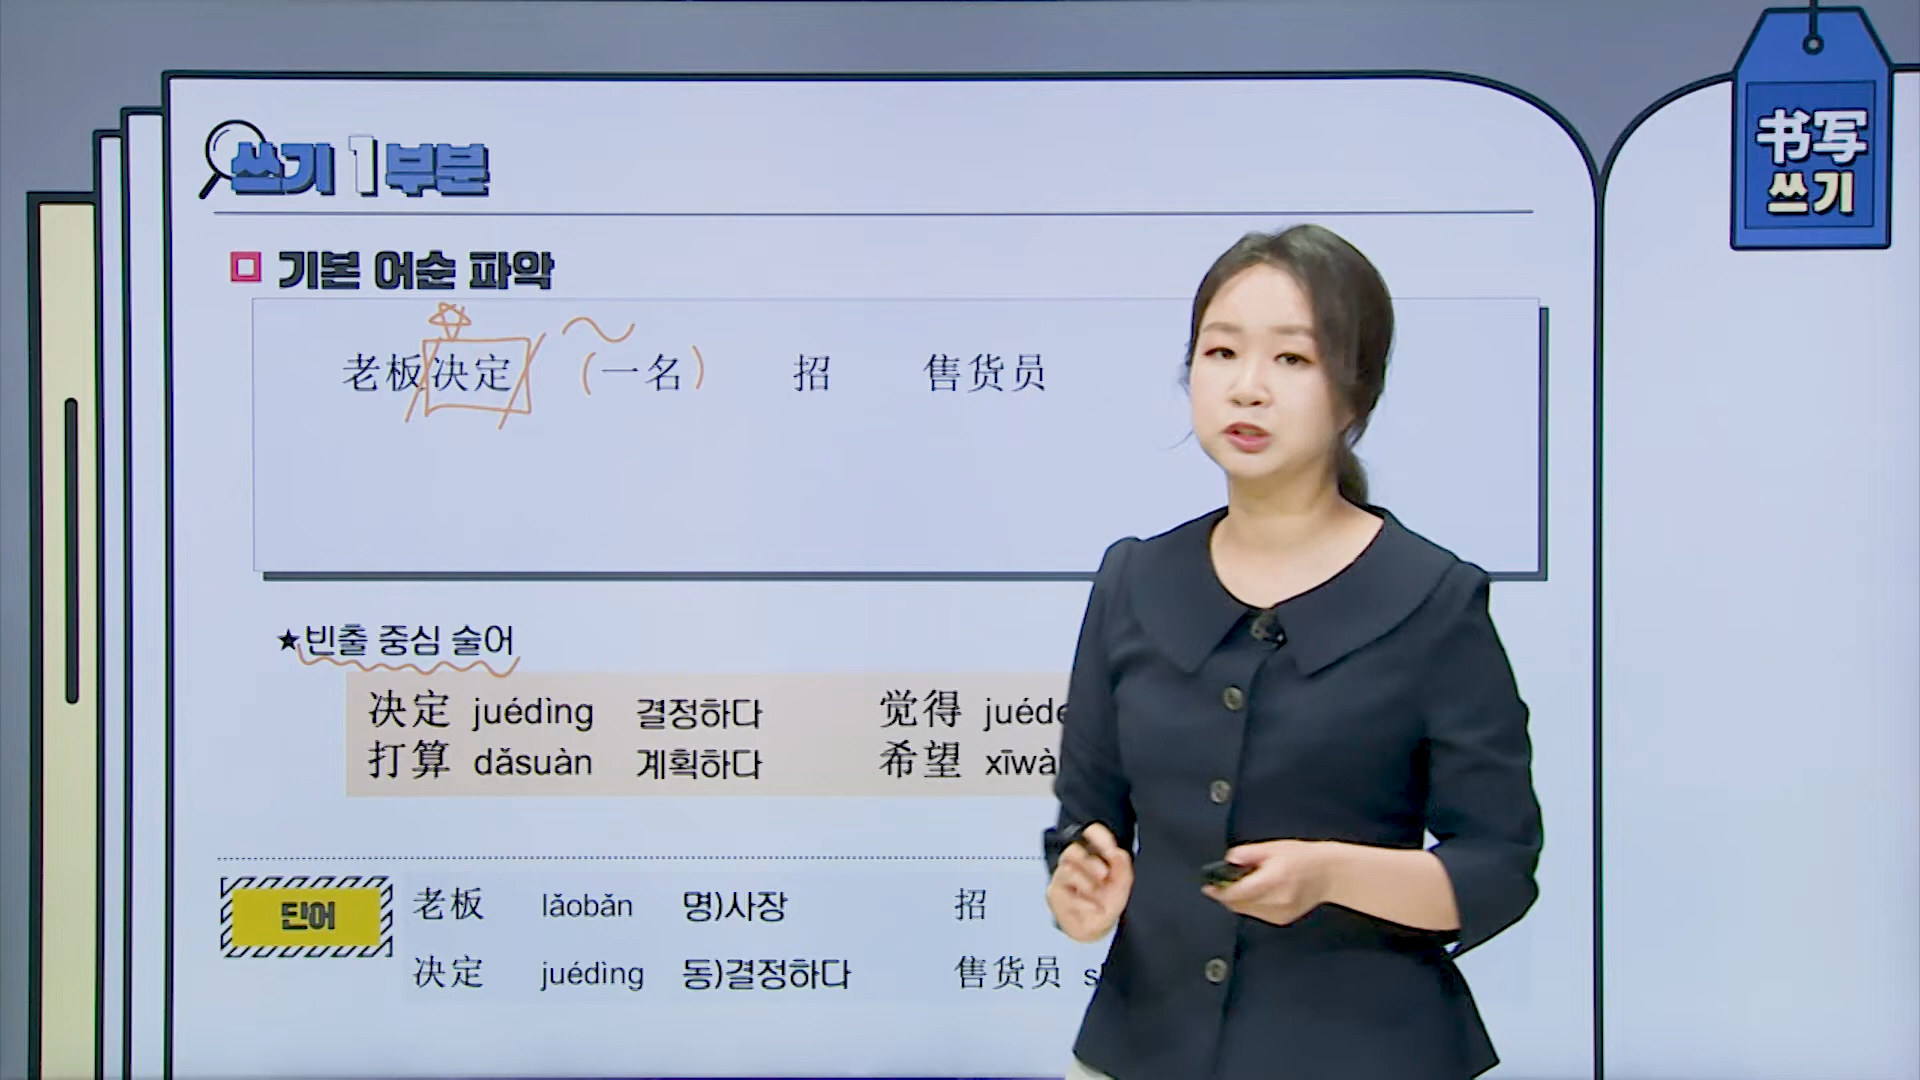 书写
쓰기
쓰기 1 부분
기본 어순 파악
老板决定 (一名) 招 售货员
★빈출 중심 술어
决定 juédìng 결정하다 觉得
打算 dǎsuàn 계획하다 希望
단어
老板 lǎobǎn 명)사장 招
决定 juédìng 동)결정하다 售货员